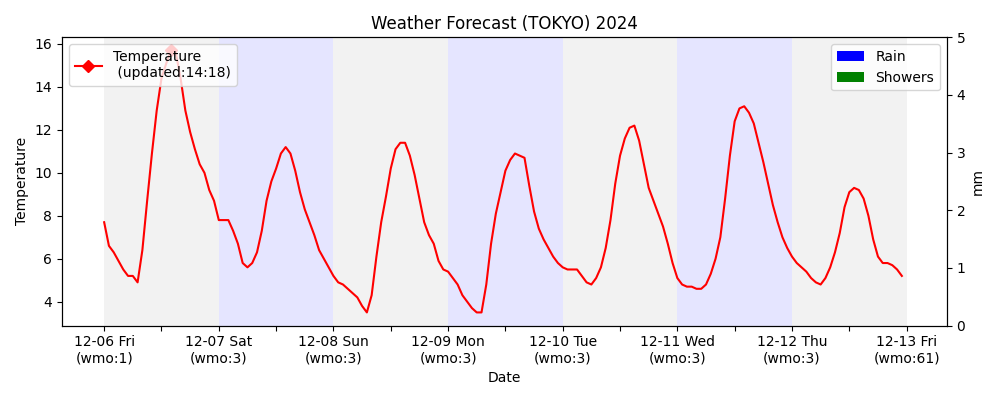 Weather Forecast (TOKYO) 2024
Temperature
(updated:14:18)
Rain
Showers
16
14
12
10
8
6
4
Temperature
5
4
3
2
1
0
mm
12-06 Fri
(wmo:1)
12-07 Sat
(wmo:3)
12-08 Sun
(wmo:3)
12-09 Mon
(wmo:3)
12-10 Tue
(wmo:3)
12-11 Wed
(wmo:3)
12-12 Thu
(wmo:3)
12-13 Fri
(wmo:61)
Date